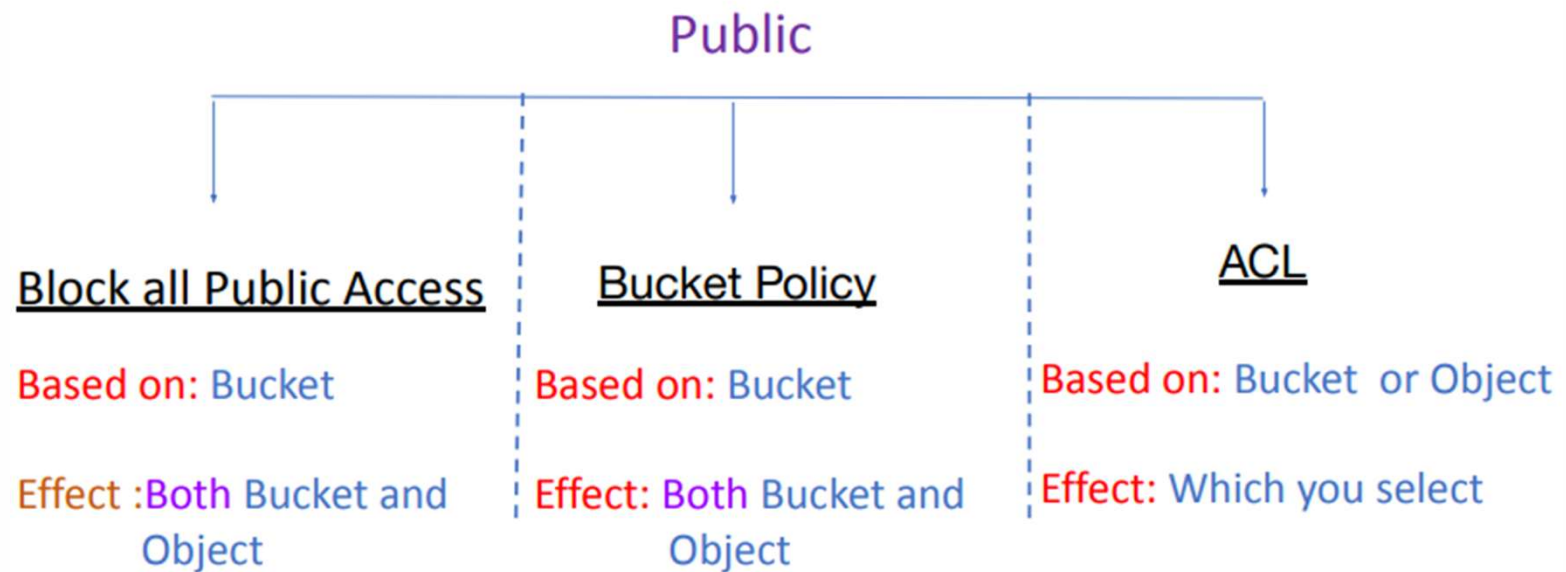 Public
Block all Public Access
Based on: Bucket
Effect :Both Bucket and
Object
Bucket Policy
Based on: Bucket
Effect: Both Bucket and
Object
ACL
Based on: Bucket or Object
Effect: Which you select